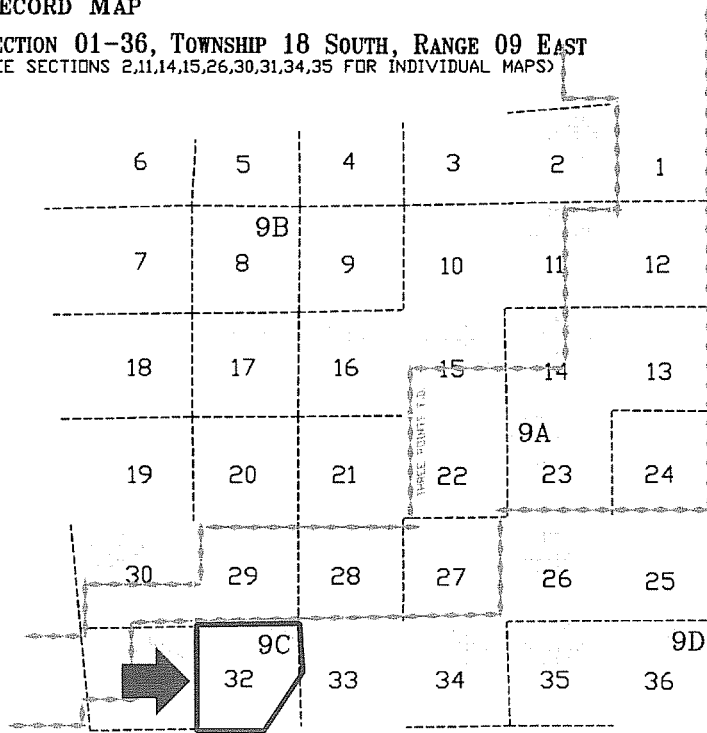 ECORD MAP
ECTION 01-36, TOWNSHIP 18 SOUTH, RANGE 09 EAST
EE SECTIONS 2,11,14,15,26,30,31,34,35 FOR INDIVIDUAL MAPS)
6 5 4 3 2 1
9B
7 8 9 10 11 12
18 17 16 15 14 13
9A
THREE POINTS F.D.
19 20 21 22 23 24
30 29 28 27 26 25
9C 9D
32 33 34 35 36